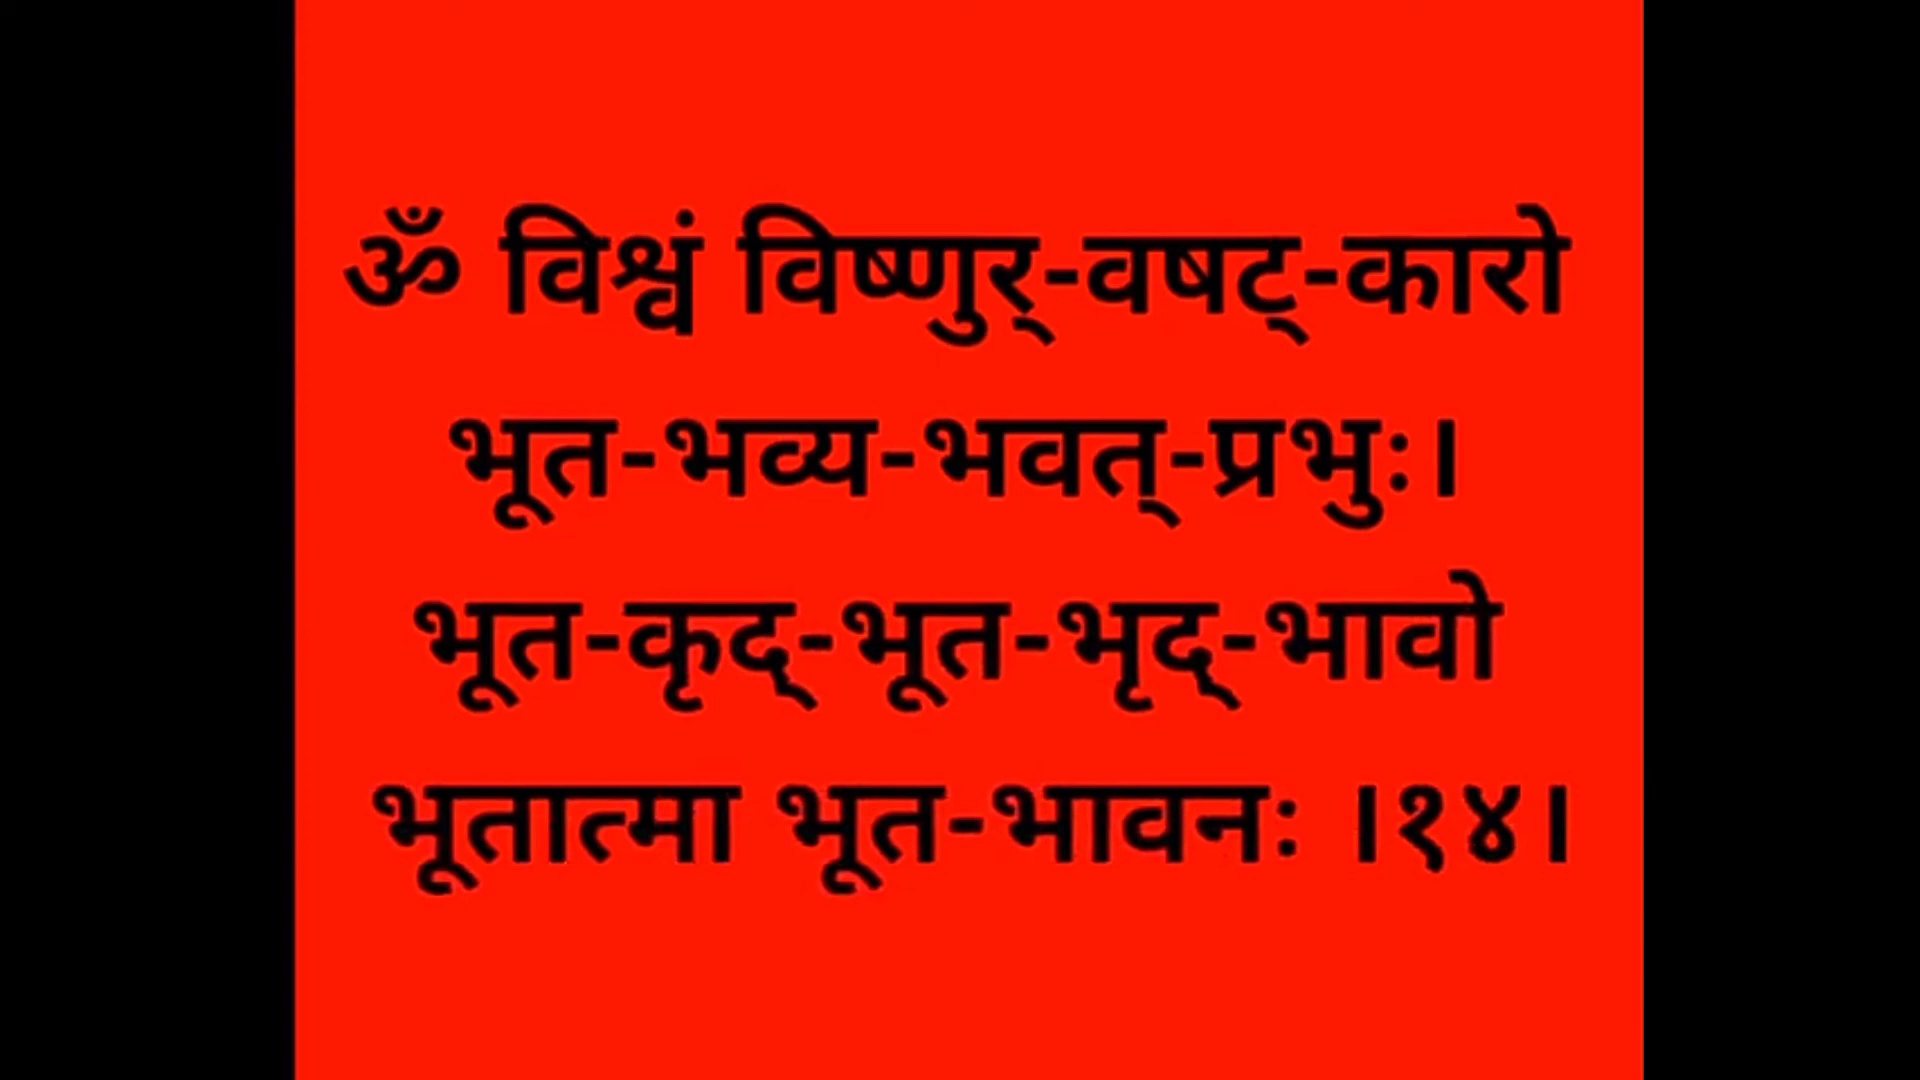 ॐ विश्वं विष्णुर्-वषट्-कारो
भूत-भव्य-भवत्-प्रभुः।
भूत-कृद्-भूत-भृद्-भावो
भूतात्मा भूत-भावनः ।१४।